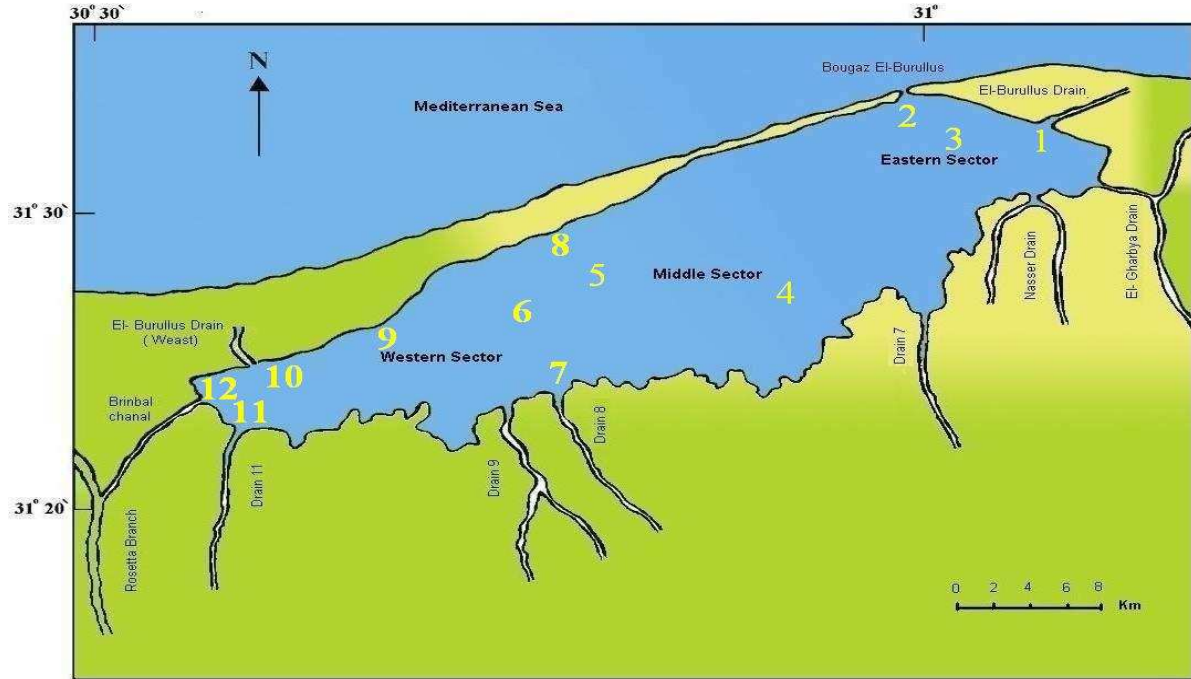 30° 30`
31°
N
Bougaz El-Burullus
Mediterranean Sea
El-Burullus Drain
2
3
1
Eastern Sector
31° 30`
8
5
Middle Sector
4
6
Nasser Drain
El- Gharbya Drain
El- Burullus Drain
( Weast)
9
Western Sector
7
Drain 7
10
12
11
Brinbal
chanal
Drain 8
Drain 9
Drain 11
31° 20`
Rosetta Branch
0 2 4 6 8
Km